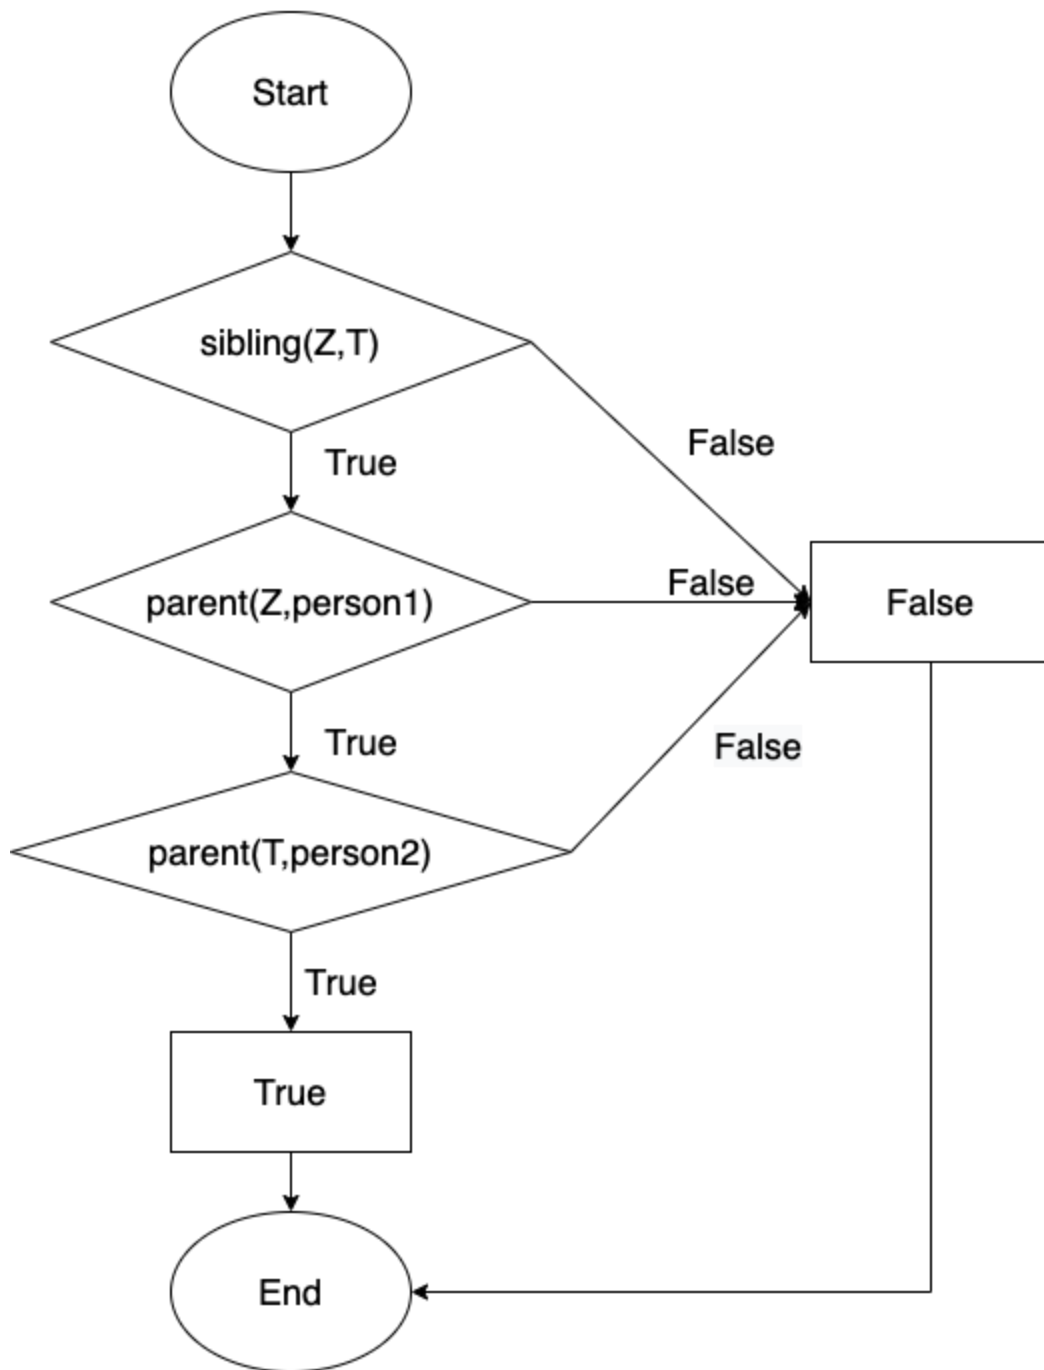 Start
sibling(Z,T)
False
True
parent(Z,person1)
False
False
True
False
parent(T,person2)
True
True
End